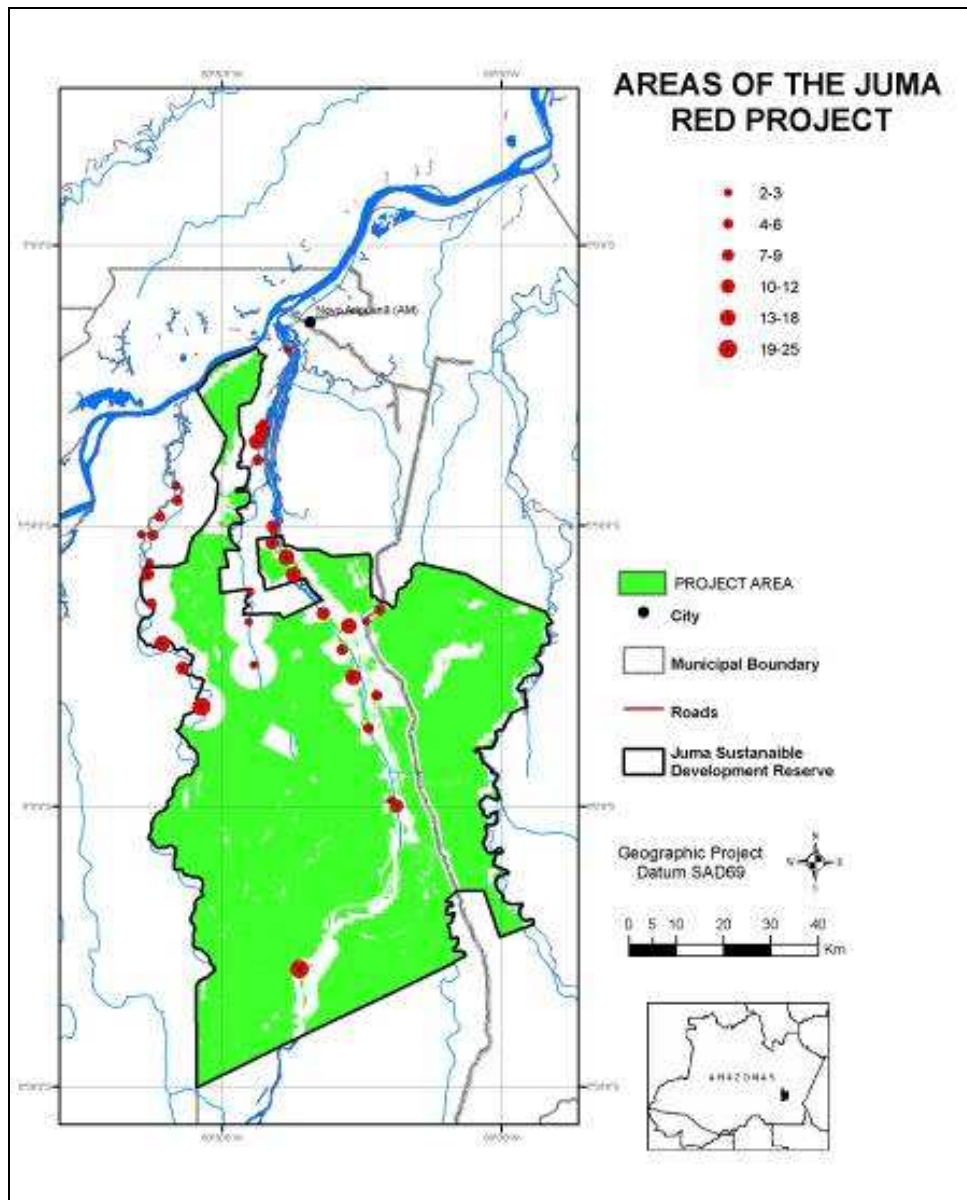 AREAS OF THE JUMA
RED PROJECT
2-3
4-6
7-9
10-12
13-18
19-25
(AM)
PROJECT AREA
City
Municipal Boundary
Roads
Juma Sustanaible
Development Reserve
Geographic Project
Datum SAD69
N
S
0 5 10 20 30 40
Km
AMAZONAS